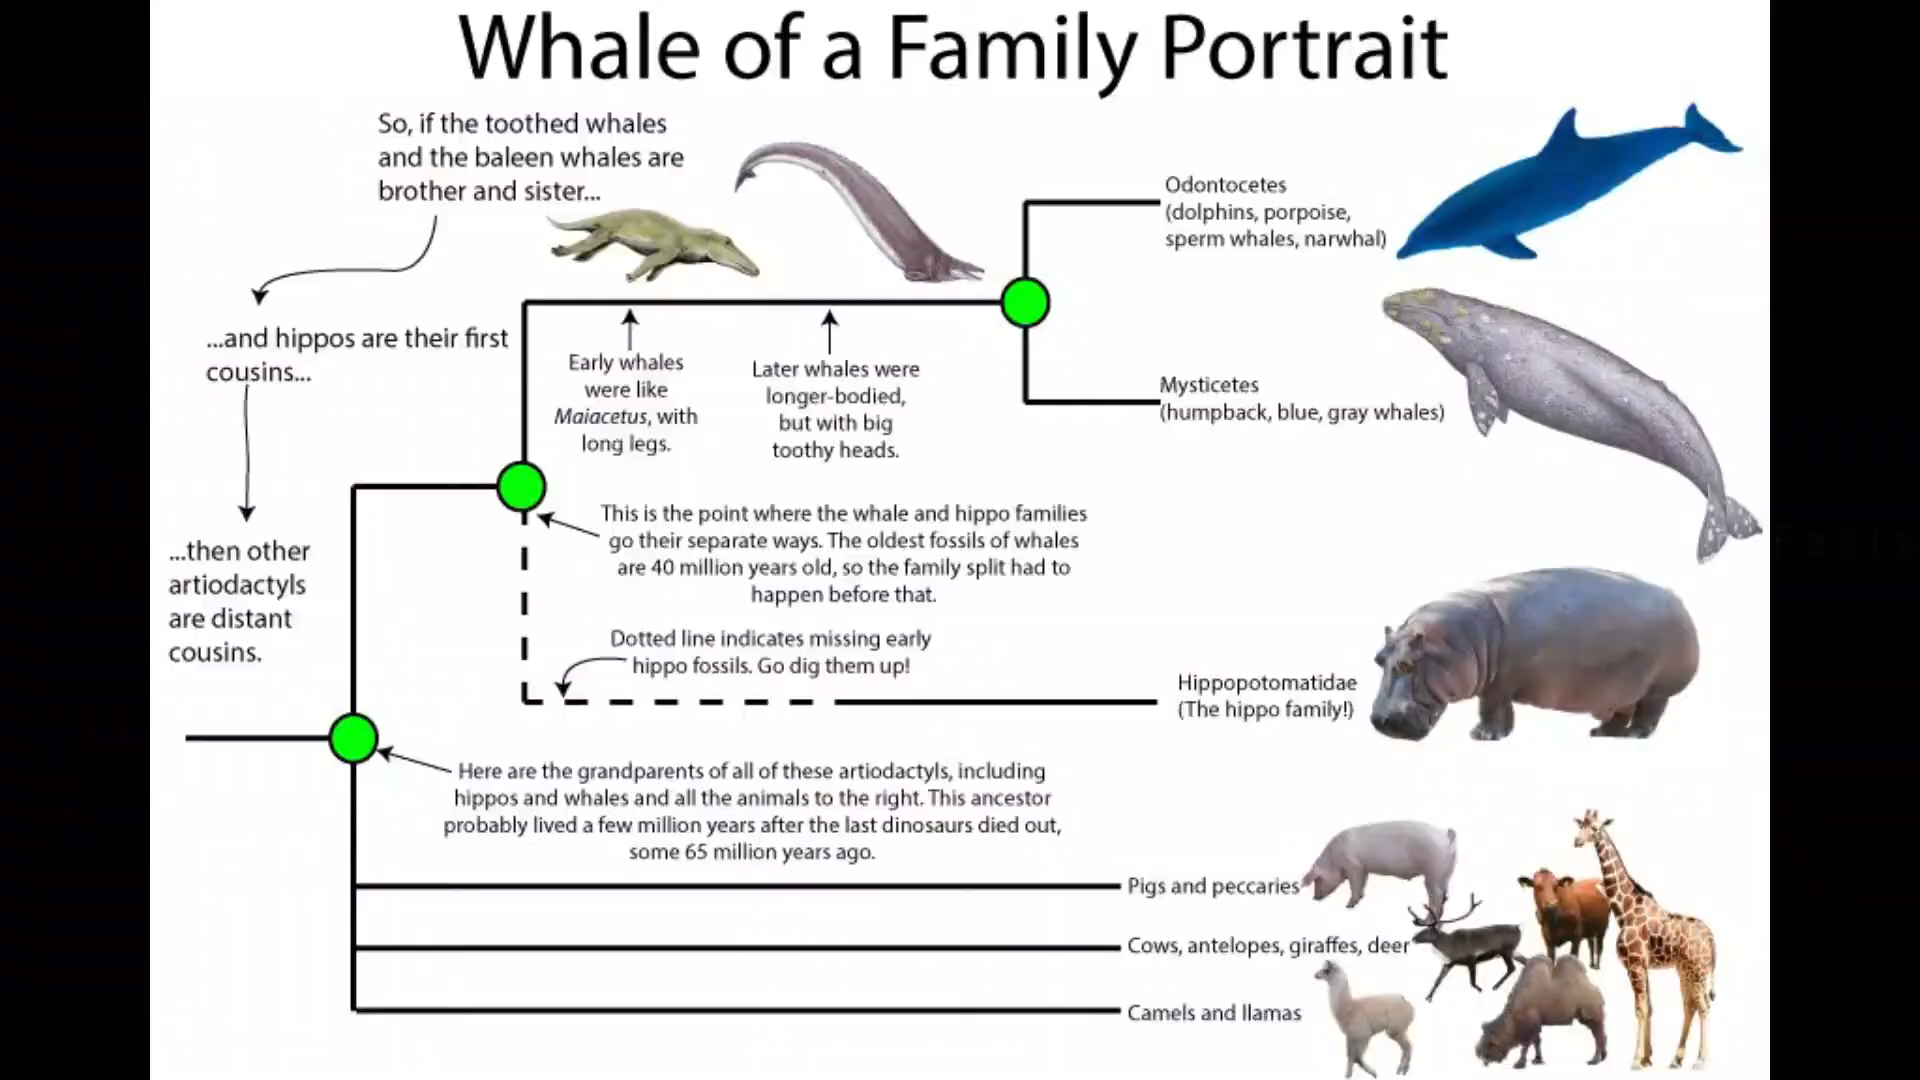 Whale of a Family Portrait
So, if the toothed whales
and the baleen whales are
brother and sister...
...and hippos are their first
cousins...
...then other
artiodactyls
are distant
cousins.
Early whales
were like
Maiacetus, with
long legs.
Later whales were
longer-bodied,
but with big
toothy heads.
Odontocetes
(dolphins, porpoise,
sperm whales, narwhal)
Mysticetes
(humpback, blue, gray whales)
This is the point where the whale and hippo families
go their separate ways. The oldest fossils of whales
are 40 million years old, so the family split had to
happen before that.
Dotted line indicates missing early
hippo fossils. Go dig them up!
Hippopotomatidae
(The hippo family!)
Here are the grandparents of all of these artiodactyls, including
hippos and whales and all the animals to the right. This ancestor
probably lived a few million years after the last dinosaurs died out,
some 65 million years ago.
Pigs and peccaries
Cows, antelopes, giraffes, deer
Camels and llamas